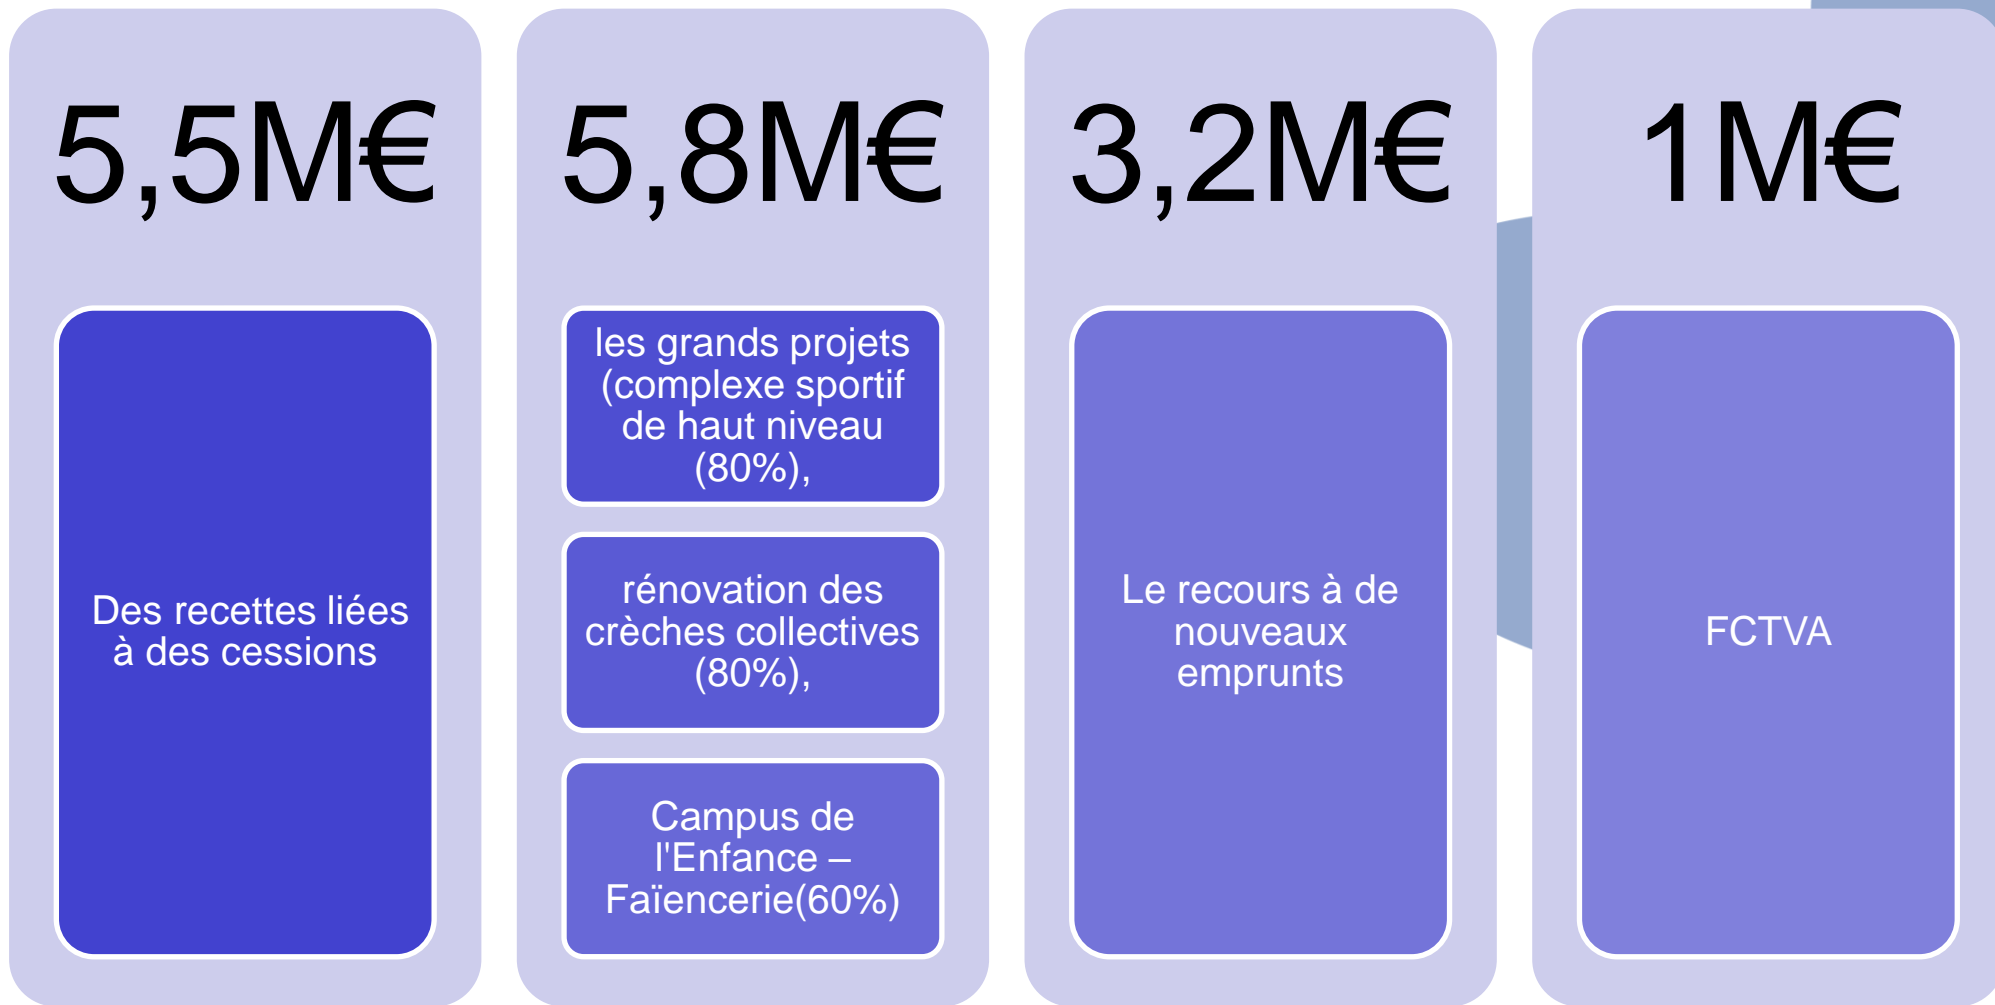 5,5M€
Des recettes liées
à des cessions
5,8M€
les grands projets
(complexe sportif
de haut niveau
(80%),
rénovation des
crèches collectives
(80%),
Campus de
l'Enfance –
Faïencerie(60%)
3,2M€
Le recours à de
nouveaux
emprunts
1M€
FCTVA